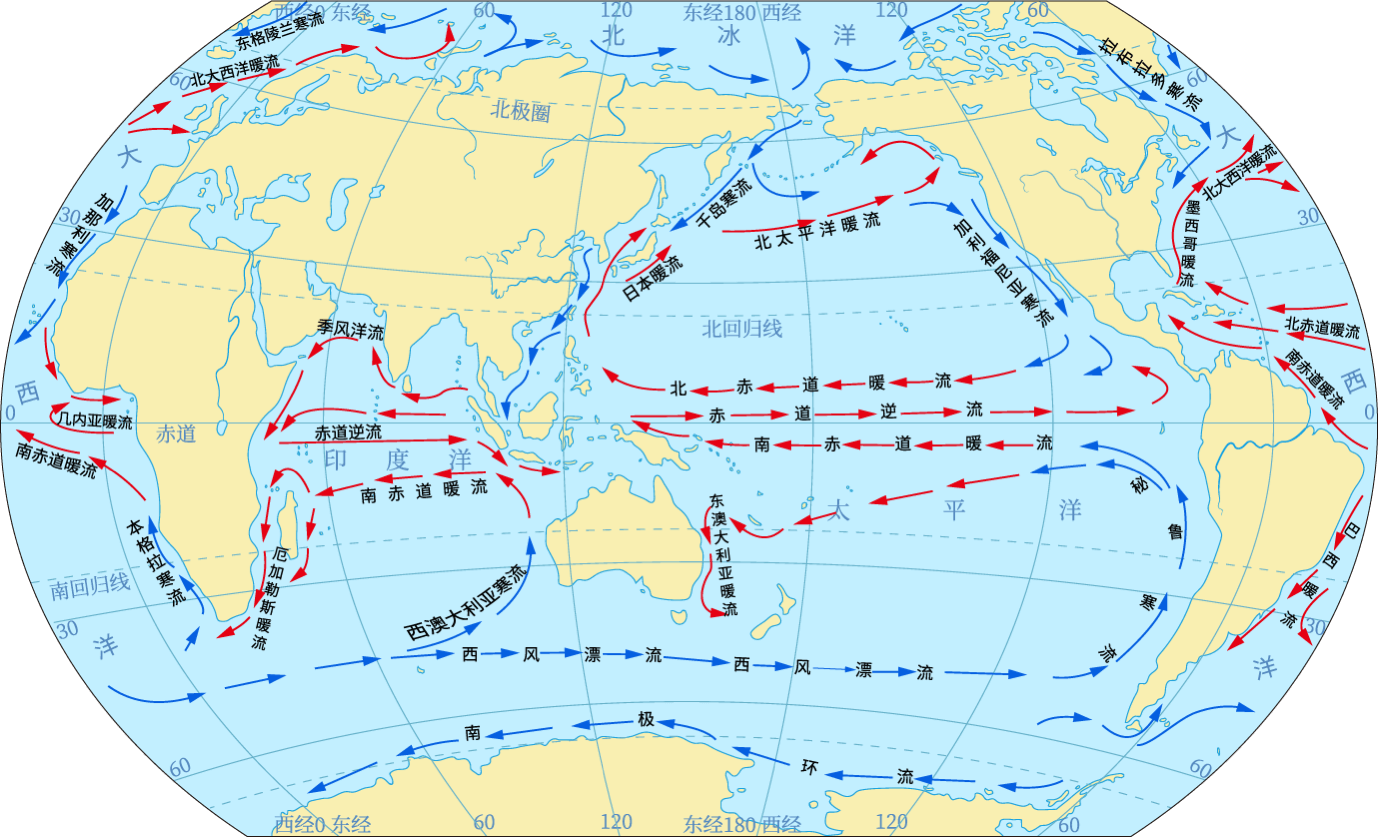 西经0 东经
60
120
东经180 西经
120
60
东格陵兰寒流
北冰洋
拉布拉多寒流
60
北大西洋暖流
60
北极圈
大
大
北大西洋暖流
千岛寒流
北太平洋暖流
加那利寒流
30
墨西哥暖流
30
加利福尼亚寒流
日本暖流
季风洋流
北回归线
北赤道暖流
南赤道暖流
西
西
北赤道暖流
0
几内亚暖流
赤道
赤道逆流
赤道逆流
0
南赤道暖流
印度洋
南赤道暖流
南赤道暖流
秘鲁寒流
太平洋
东澳大利亚暖流
本格拉寒流
厄加勒斯暖流
巴西暖流
南回归线
西澳大利亚寒流
30
30
洋
洋
西风漂流
西风漂流
南极环流
60
60
西经0 东经
60
120
东经180 西经
120
60